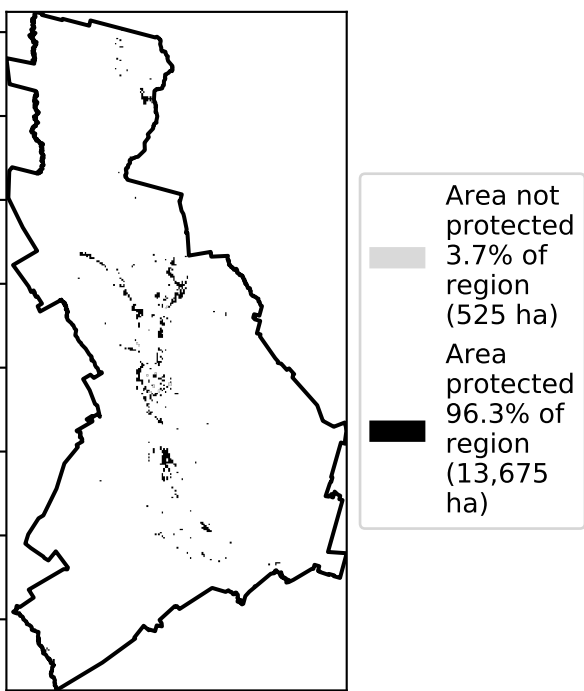 Area not
protected
3.7% of
region
(525 ha)
Area
protected
96.3% of
region
(13,675
ha)